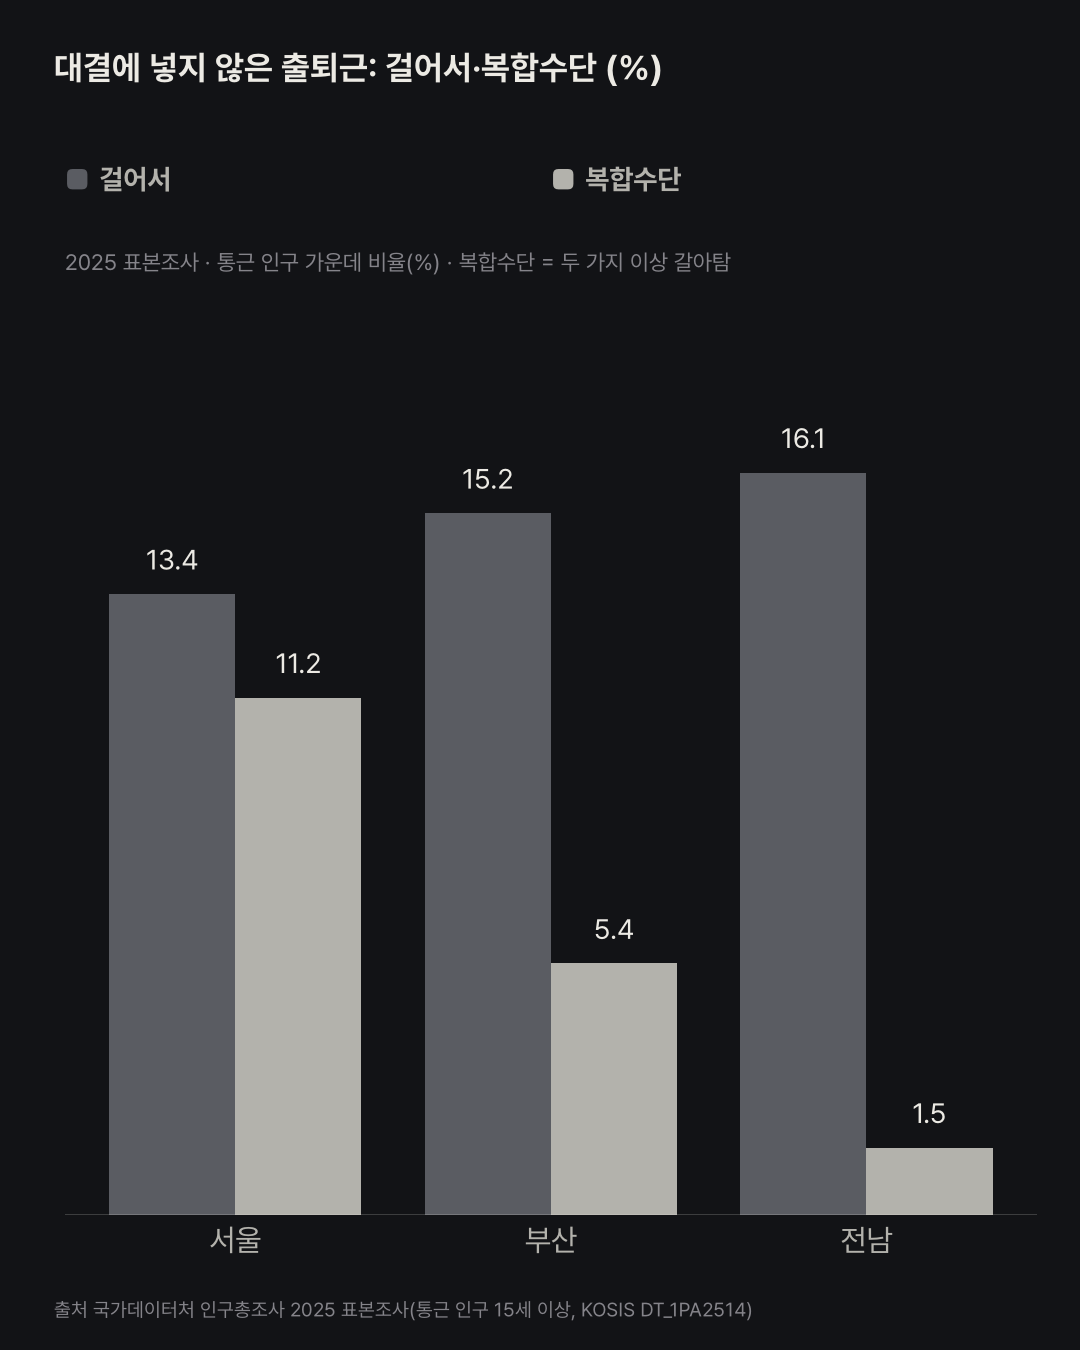 대결에 넣지 않은 출퇴근: 걸어서·복합수단 (%)
걸어서
복합수단
2025 표본조사 · 통근 인구 가운데 비율(%) · 복합수단 = 두 가지 이상 갈아탐
13.4
11.2
15.2
5.4
16.1
1.5
서울
부산
전남
출처 국가데이터처 인구총조사 2025 표본조사(통근 인구 15세 이상, KOSIS DT_1PA2514)